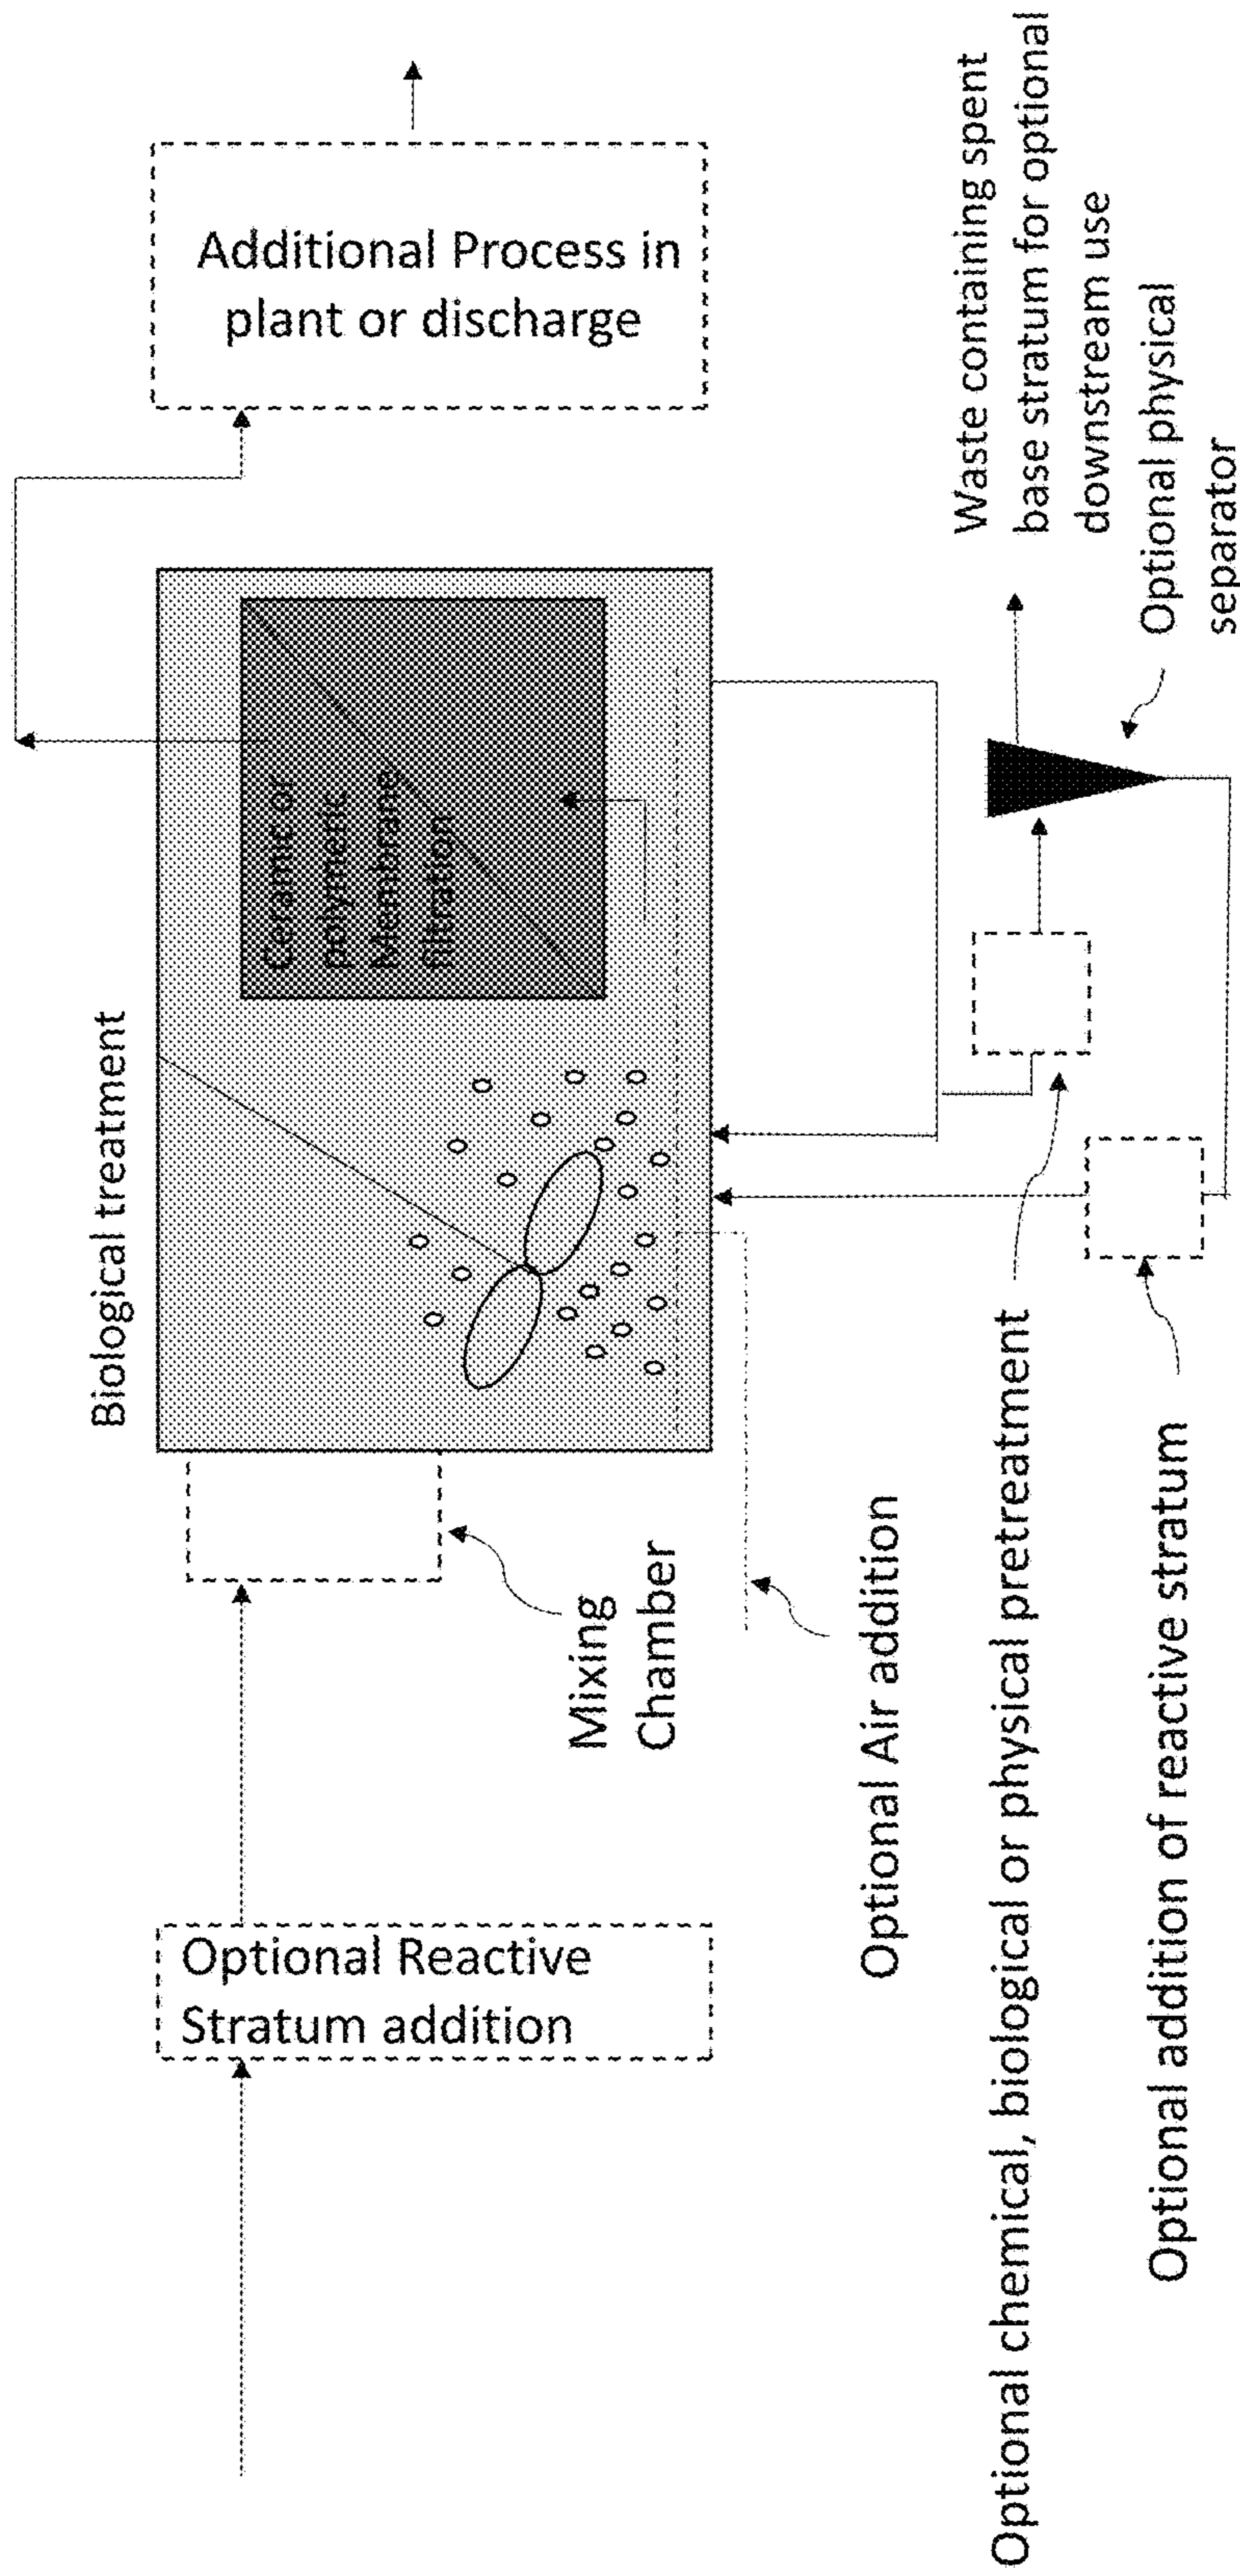 Biological treatment
Ceramic or
polymeric
Membrane
filtration
Additional Process in
plant or discharge
Optional Reactive
Stratum addition
Mixing
Chamber
Optional Air addition
Waste containing spent
base stratum for optional
downstream use
Optional physical
separator
Optional chemical, biological or physical pretreatment
Optional addition of reactive stratum